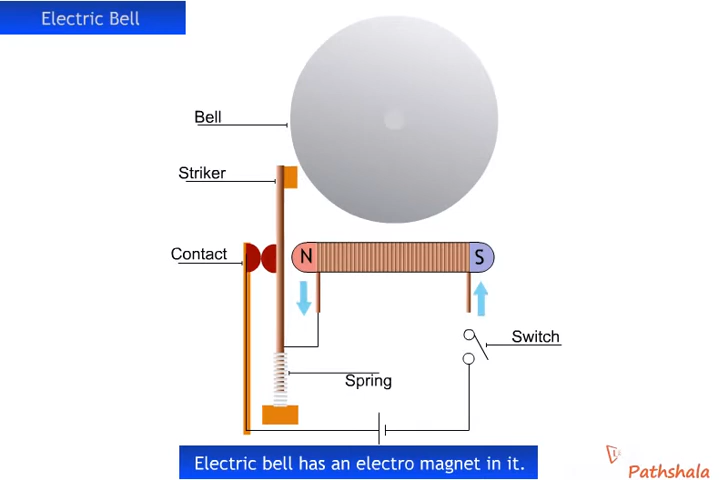 Electric Bell
Bell
Striker
Contact
N
S
Switch
Spring
Electric bell has an electro magnet in it.
Pathshala